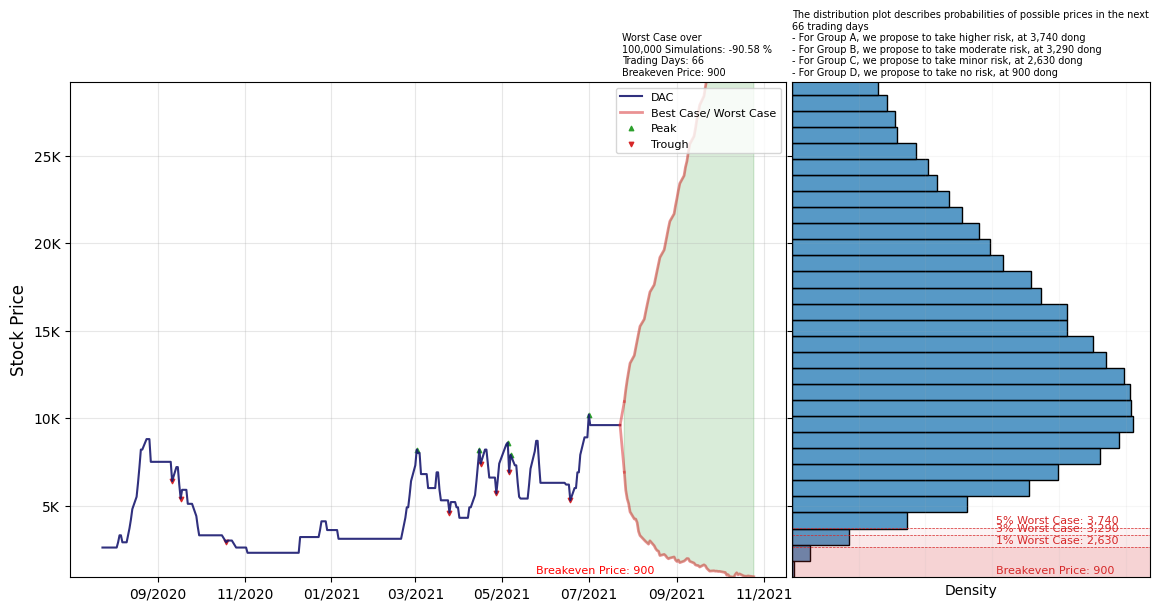 The distribution plot describes probabilities of possible prices in the next
66 trading days
- For Group A, we propose to take higher risk, at 3,740 dong
- For Group B, we propose to take moderate risk, at 3,290 dong
- For Group C, we propose to take minor risk, at 2,630 dong
- For Group D, we propose to take no risk, at 900 dong
Worst Case over
100,000 Simulations: -90.58 %
Trading Days: 66
Breakeven Price: 900
DAC
Best Case/ Worst Case
Peak
Trough
Stock Price
25K
20K
15K
10K
5K
Breakeven Price: 900
09/2020
11/2020
01/2021
03/2021
05/2021
07/2021
09/2021
11/2021
5% Worst Case: 3,740
3% Worst Case: 3,290
1% Worst Case: 2,630
Breakeven Price: 900
Density